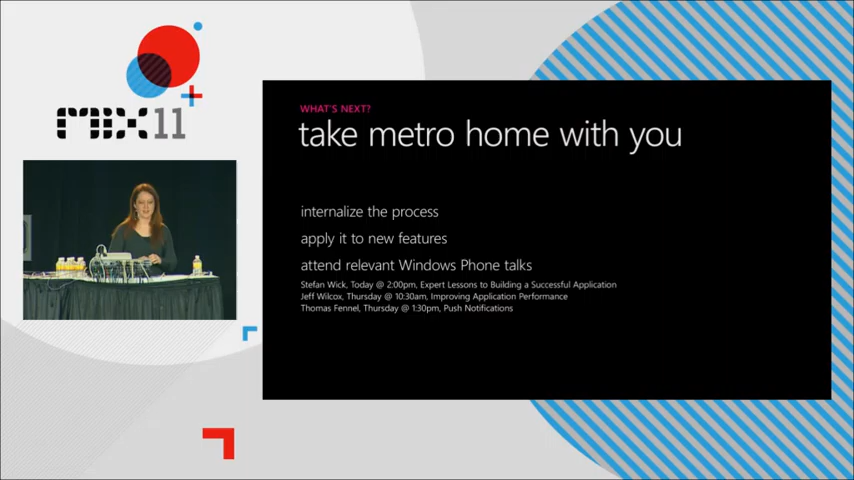 mix11
WHAT'S NEXT?
take metro home with you
internalize the process
apply it to new features
attend relevant Windows Phone talks
Stefan Wick, Today @ 2:00pm, Expert Lessons to Building a Successful Application
Jeff Wilcox, Thursday @ 10:30am, Improving Application Performance
Thomas Fennel, Thursday @ 1:30pm, Push Notifications